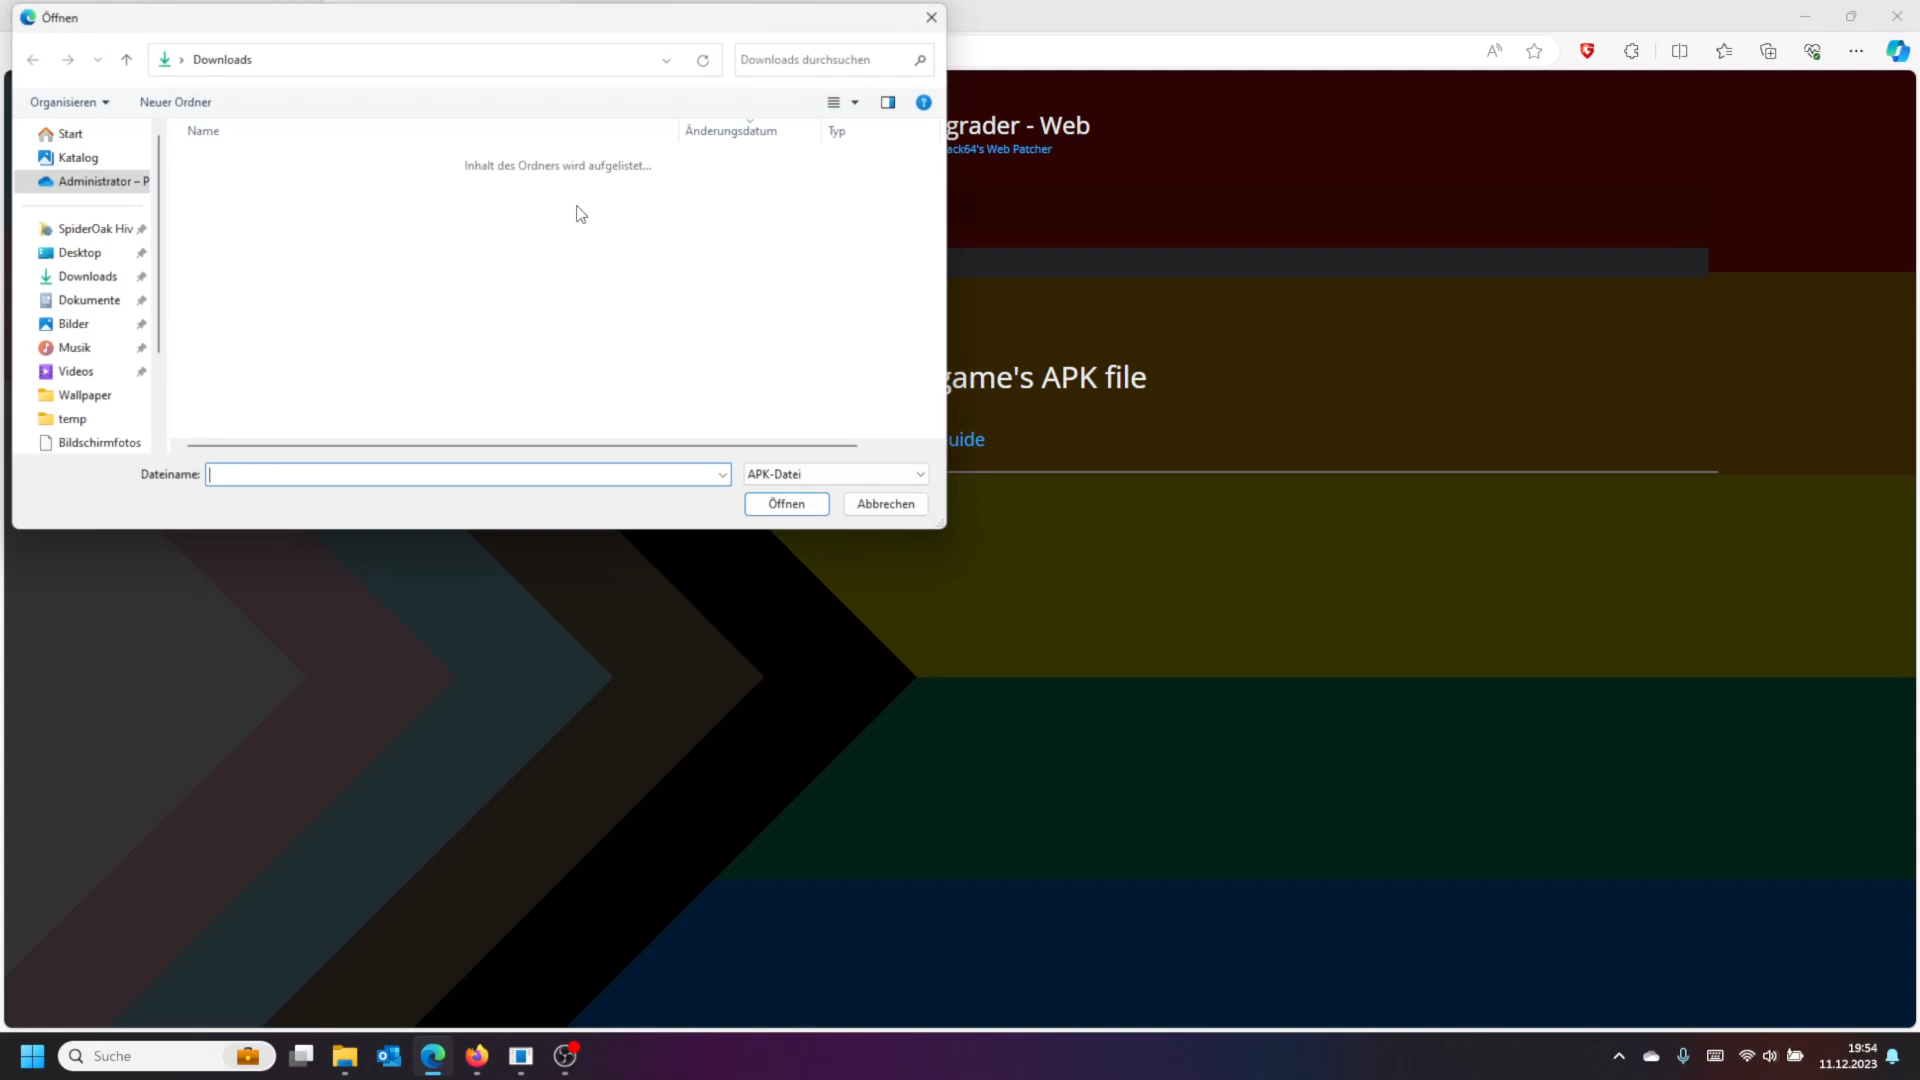 Öffnen
Downloads
Downloads durchsuchen
Organisieren
Neuer Ordner
Name
Änderungsdatum
Typ
Inhalt des Ordners wird aufgelistet...
Start
Katalog
Administrator – P
SpiderOak Hiv
Desktop
Downloads
Dokumente
Bilder
Musik
Videos
Wallpaper
temp
Bildschirmfotos
Dateiname:
APK-Datei
Öffnen
Abbrechen
grader - Web
ack64's Web Patcher
game's APK file
uide
Suche
19:54
11.12.2023